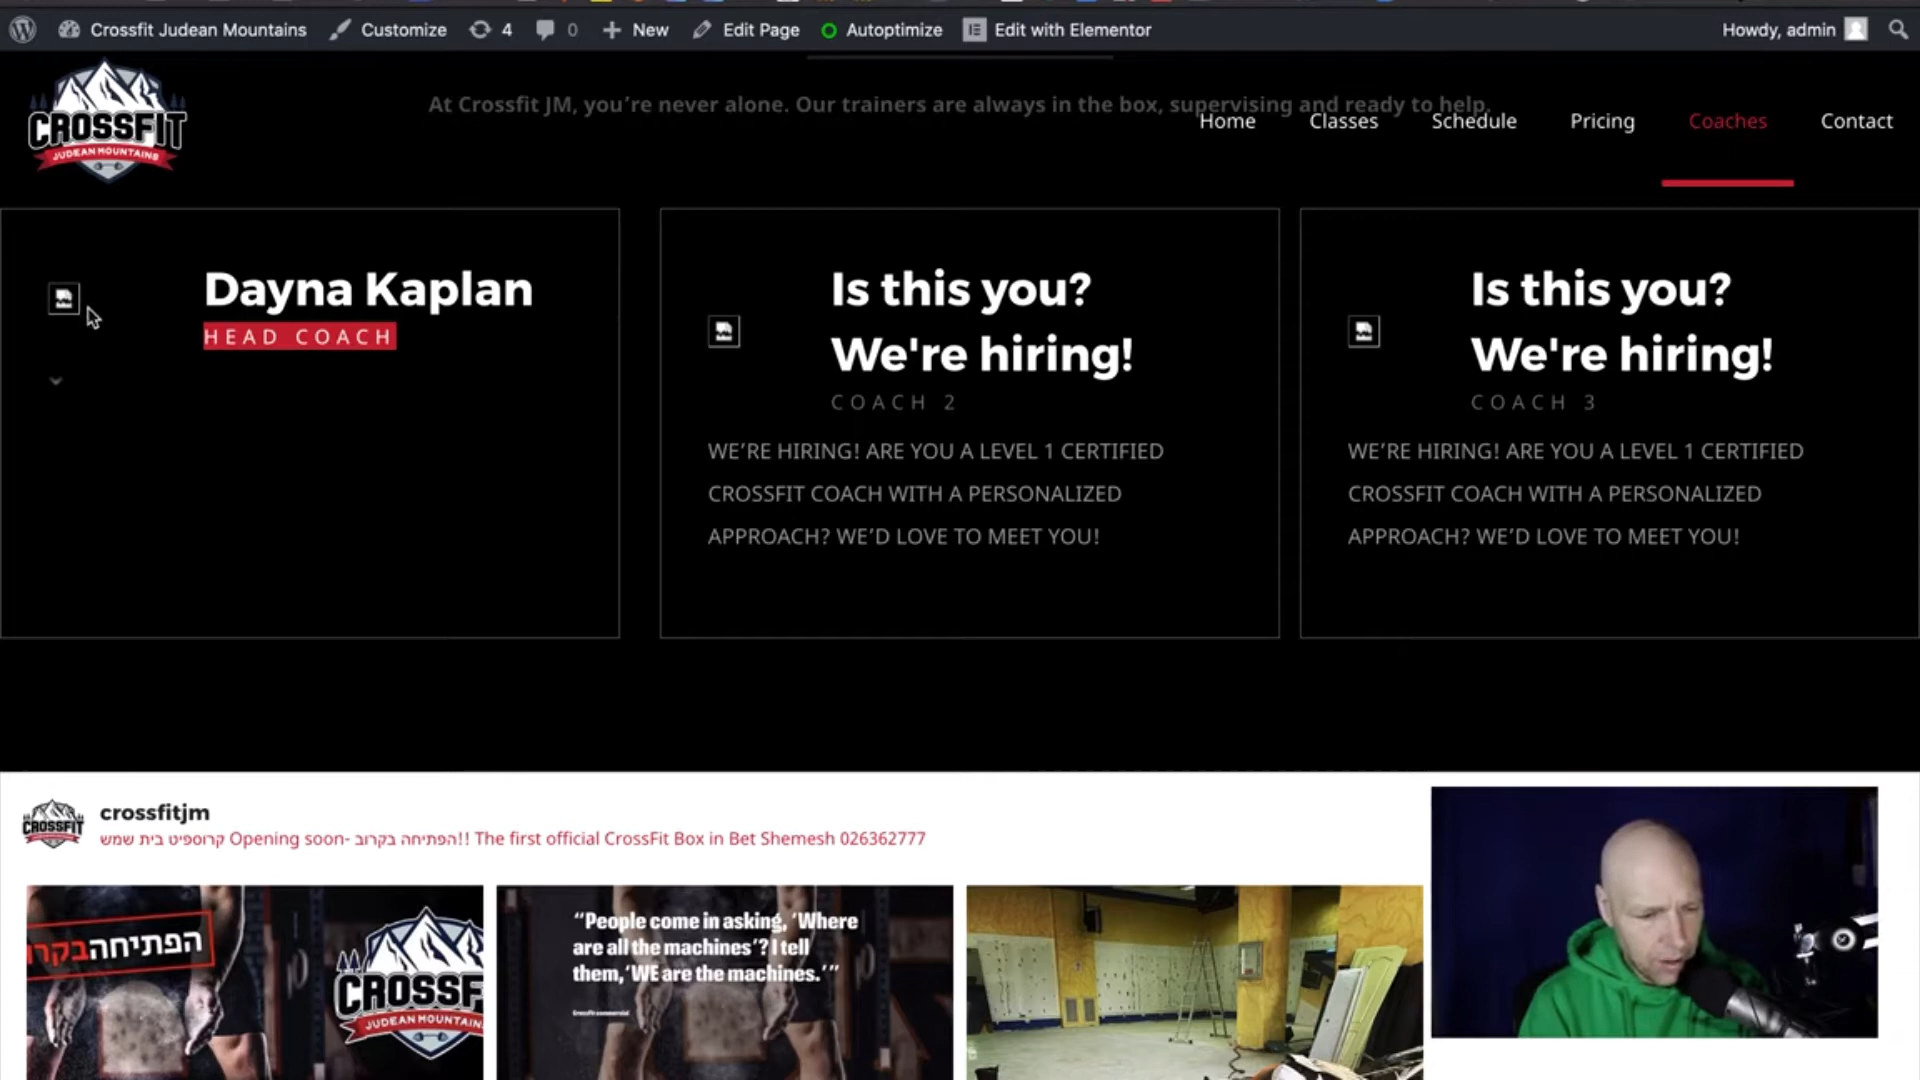 Crossfit Judean Mountains Customize 4 0 New Edit Page Autoptimize Edit with Elementor Howdy, admin
At Crossfit JM, you’re never alone. Our trainers are always in the box, supervising and ready to help.
CROSSFIT
JUDEAN MOUNTAINS
Home Classes Schedule Pricing Coaches Contact
Dayna Kaplan
HEAD COACH
Is this you?
We're hiring!
COACH 2
WE’RE HIRING! ARE YOU A LEVEL 1 CERTIFIED
CROSSFIT COACH WITH A PERSONALIZED
APPROACH? WE’D LOVE TO MEET YOU!
Is this you?
We're hiring!
COACH 3
WE’RE HIRING! ARE YOU A LEVEL 1 CERTIFIED
CROSSFIT COACH WITH A PERSONALIZED
APPROACH? WE’D LOVE TO MEET YOU!
CROSSFIT
crossfitjm
קרוספיט בית שמש Opening soon- הפתיחה בקרוב!! The first official CrossFit Box in Bet Shemesh 026362777
הפתיחה
CROSSF
JUDEAN MOUNTAIN
“People come in asking, ‘Where
are all the machines’? I tell
them, ‘WE are the machines.’”